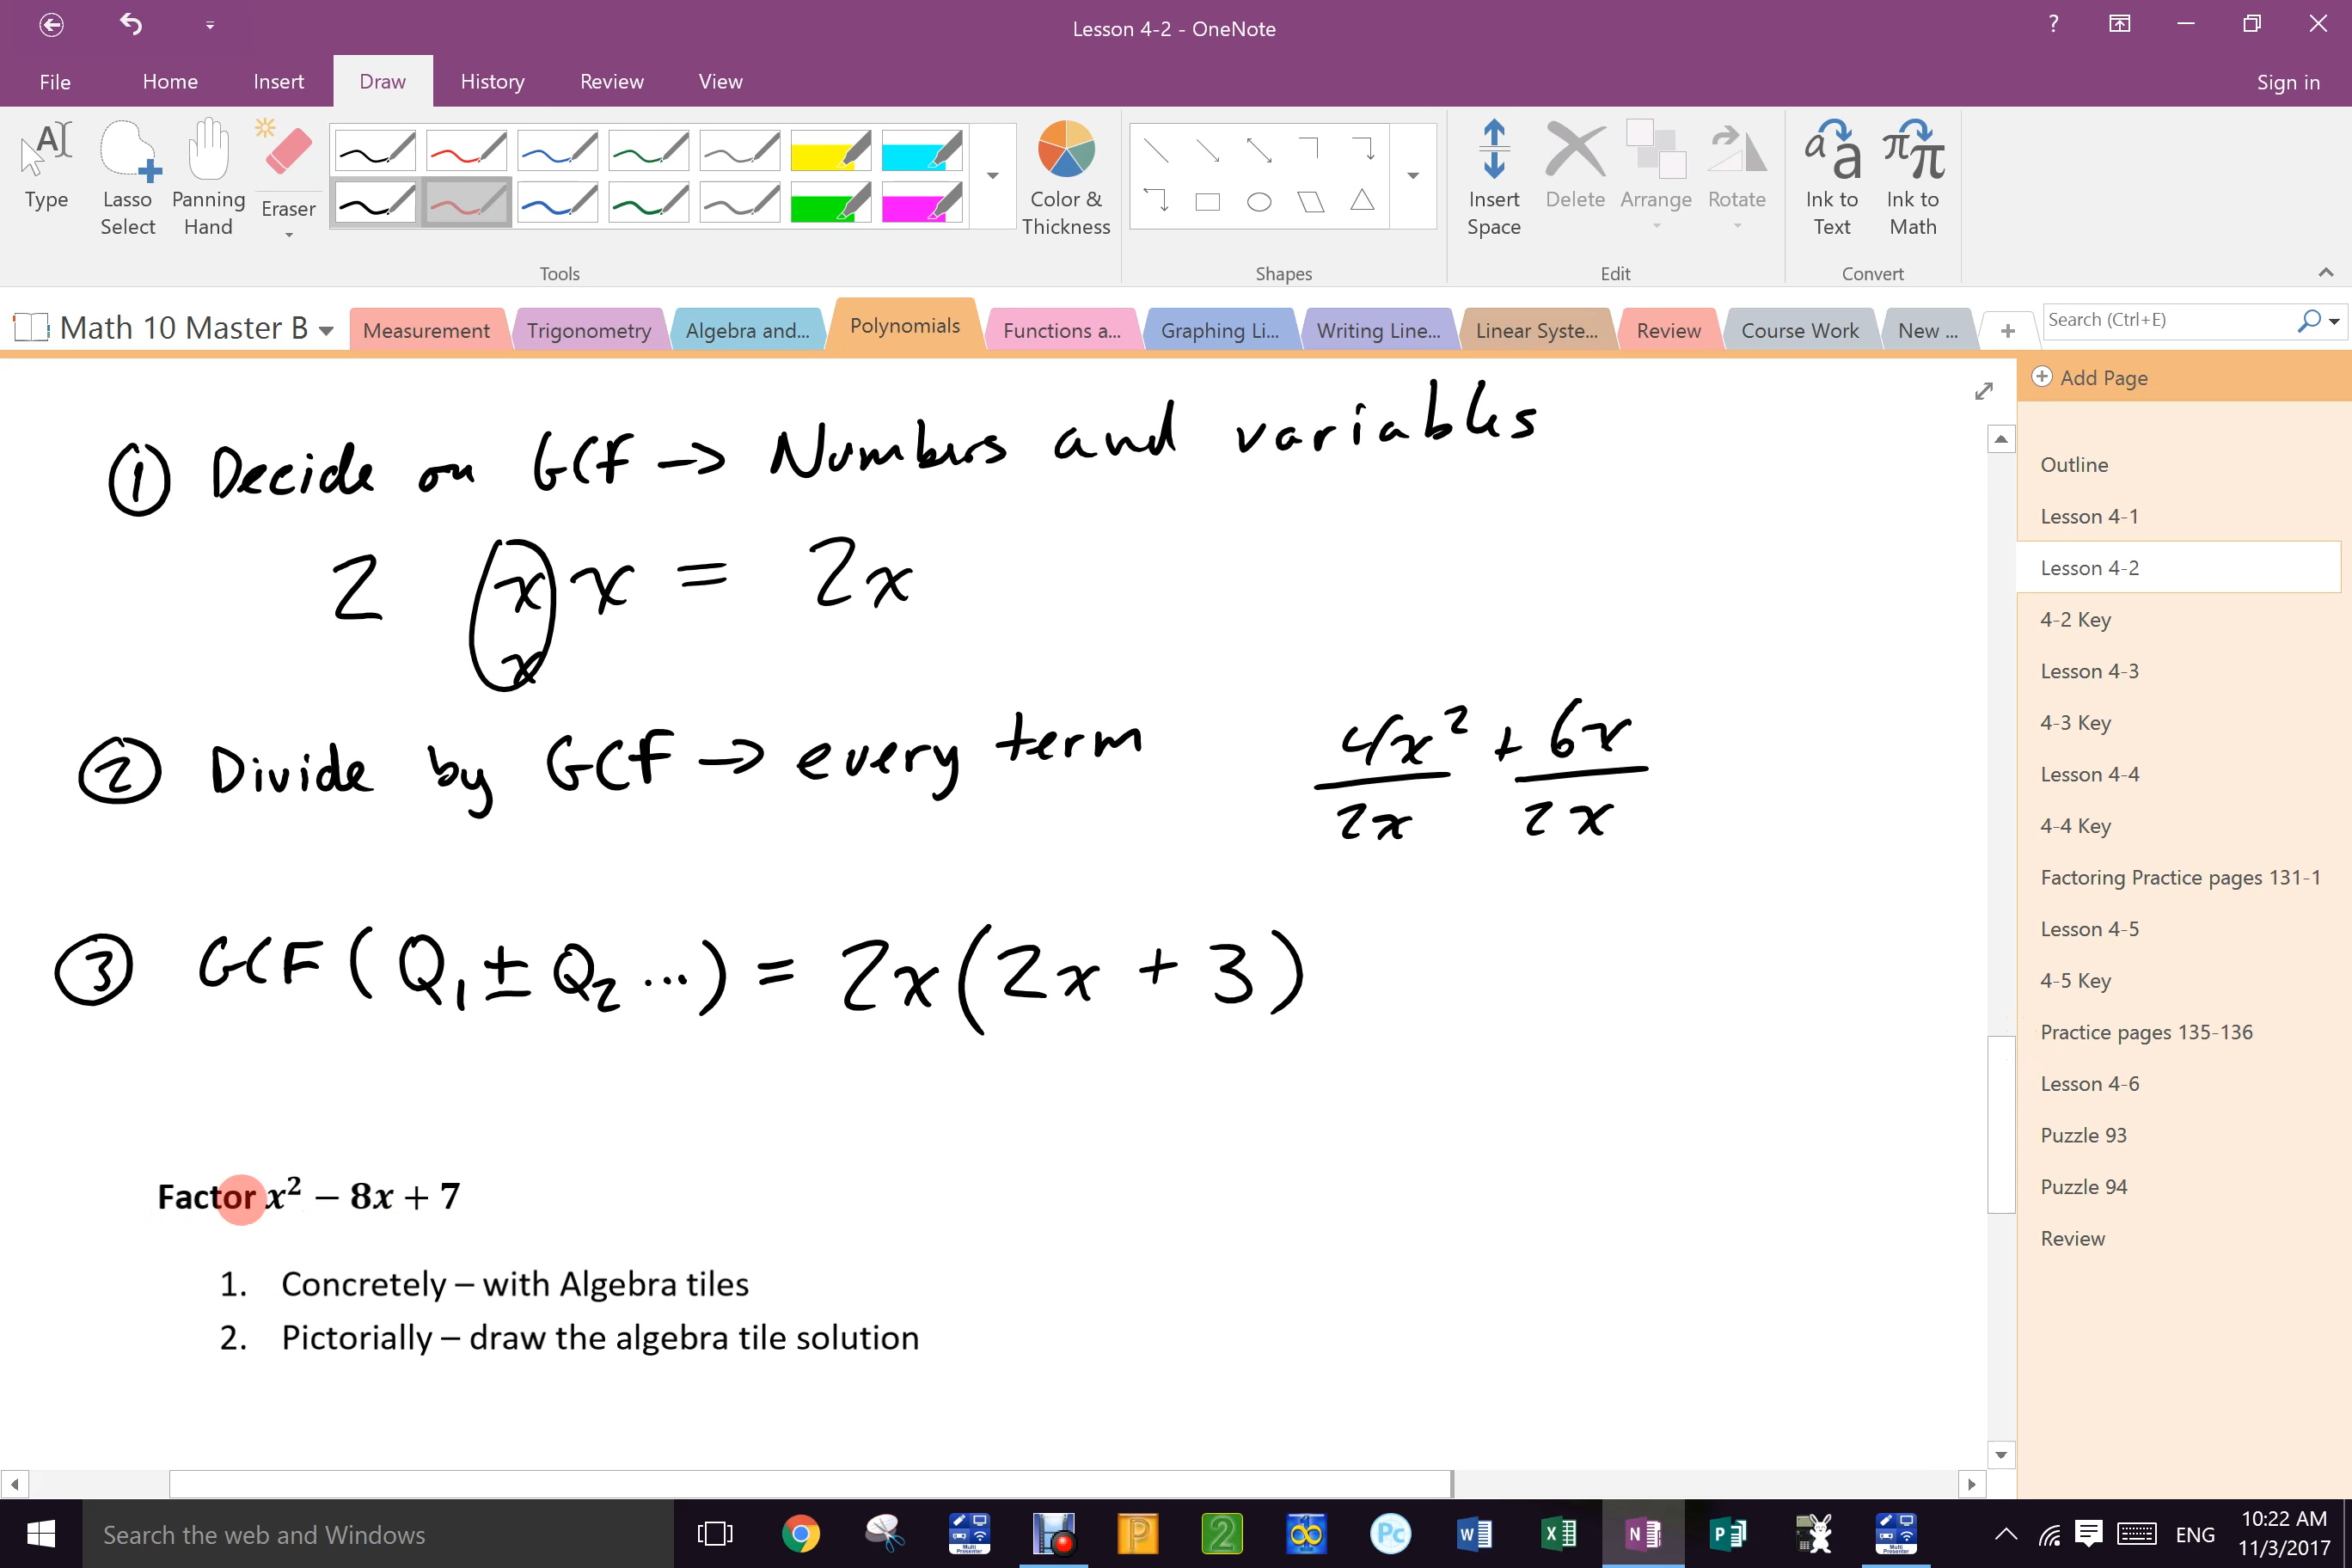 Lesson 4-2 - OneNote
?
File Home Insert Draw History Review View Sign in
Type
Lasso Select
Panning Hand
Eraser
Color & Thickness
Insert Space
Delete
Arrange
Rotate
Ink to Text
Ink to Math
Tools Shapes Edit Convert
Math 10 Master B Measurement Trigonometry Algebra and... Polynomials Functions a... Graphing Li... Writing Line... Linear Syste... Review Course Work New ... + Search (Ctrl+E)
① Decide on GCF → Numbers and variables
2 x x = 2x
x
② Divide by GCF → every term 4x² + 6x
2x 2x
③ GCF ( Q₁ ± Q₂ ...) = 2x(2x + 3)
Factor x² − 8x + 7
1. Concretely – with Algebra tiles
2. Pictorially – draw the algebra tile solution
Add Page
Outline
Lesson 4-1
Lesson 4-2
4-2 Key
Lesson 4-3
4-3 Key
Lesson 4-4
4-4 Key
Factoring Practice pages 131-1
Lesson 4-5
4-5 Key
Practice pages 135-136
Lesson 4-6
Puzzle 93
Puzzle 94
Review
Search the web and Windows
ENG
10:22 AM
11/3/2017